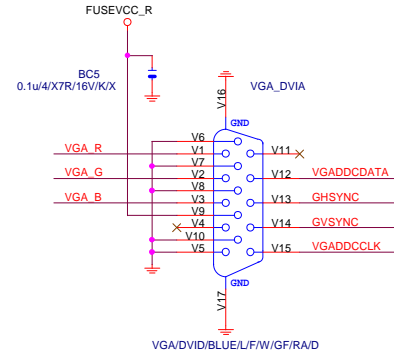 FUSEVCC_R
BC5
0.1u/4/X7R/16V/K/X
VGA_DVIA
V16
GND
V6
VGA_R
V1
V11
V7
VGA_G
V2
V12
VGADDCDATA
V8
VGA_B
V3
V13
GHSYNC
V9
V4
V14
GVSYNC
V10
V5
V15
VGADDCCLK
GND
V17
VGA/DVID/BLUE/L/F/W/GF/RA/D